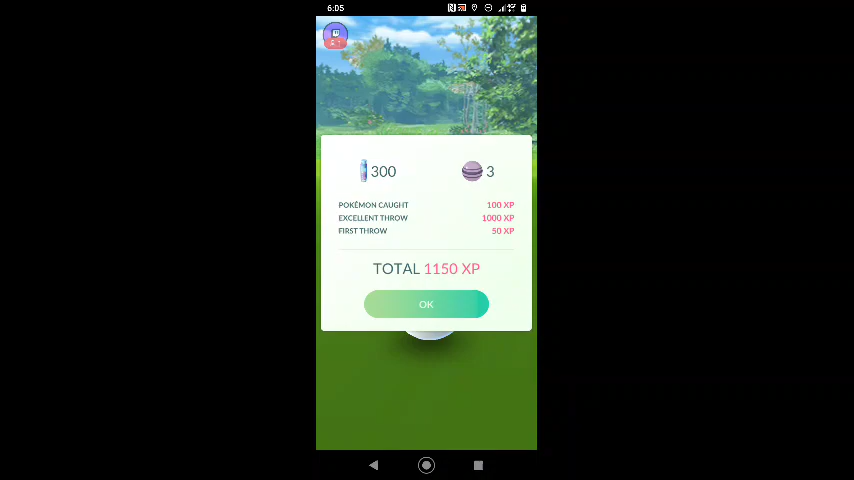 6:05
300
3
POKÉMON CAUGHT 100 XP
EXCELLENT THROW 1000 XP
FIRST THROW 50 XP
TOTAL 1150 XP
OK